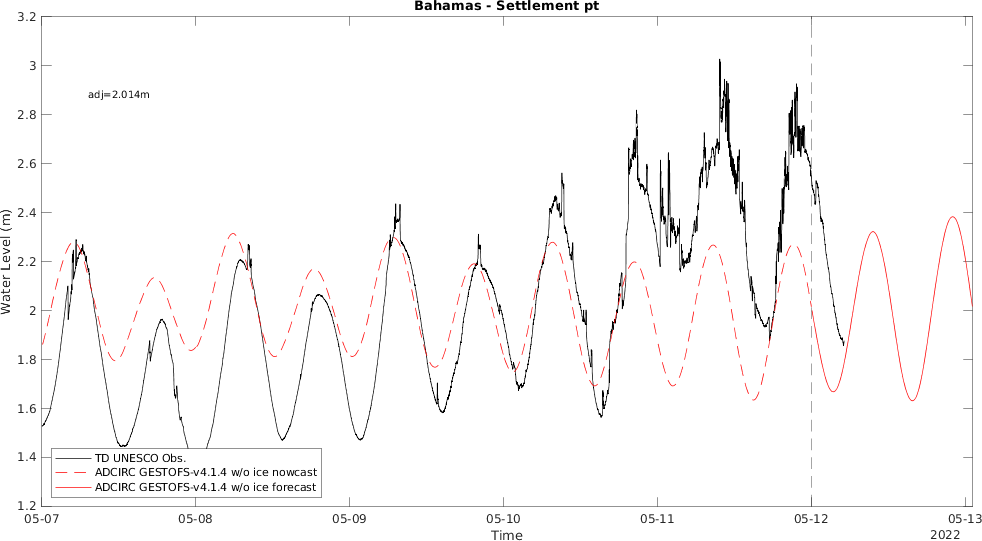 Bahamas - Settlement pt
3.2
3
2.8
2.6
2.4
2.2
2
1.8
1.6
1.4
1.2
Water Level (m)
adj=2.014m
TD UNESCO Obs.
ADCIRC GESTOFS-v4.1.4 w/o ice nowcast
ADCIRC GESTOFS-v4.1.4 w/o ice forecast
05-07 05-08 05-09 05-10 05-11 05-12 05-13
Time
2022